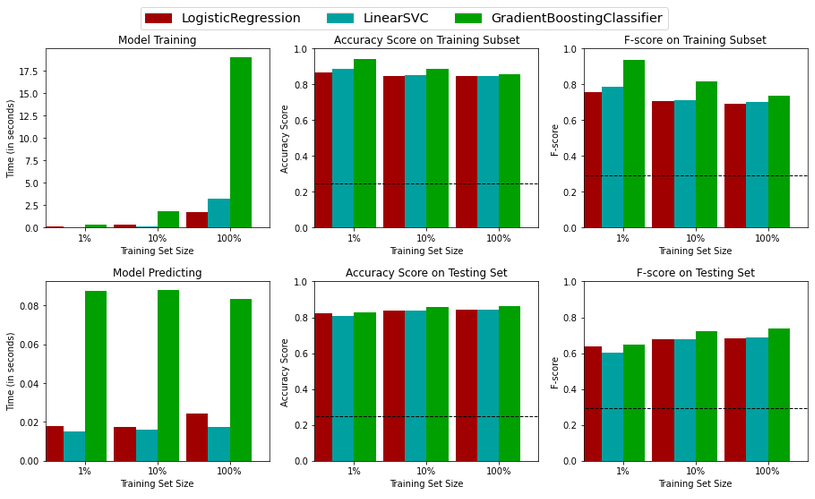 LogisticRegression LinearSVC GradientBoostingClassifier
Model Training
Time (in seconds)
17.5
15.0
12.5
10.0
7.5
5.0
2.5
0.0
1% 10% 100%
Training Set Size
Accuracy Score on Training Subset
Accuracy Score
1.0
0.8
0.6
0.4
0.2
0.0
1% 10% 100%
Training Set Size
F-score on Training Subset
F-score
1.0
0.8
0.6
0.4
0.2
0.0
1% 10% 100%
Training Set Size
Model Predicting
Time (in seconds)
0.08
0.06
0.04
0.02
0.00
1% 10% 100%
Training Set Size
Accuracy Score on Testing Set
Accuracy Score
1.0
0.8
0.6
0.4
0.2
0.0
1% 10% 100%
Training Set Size
F-score on Testing Set
F-score
1.0
0.8
0.6
0.4
0.2
0.0
1% 10% 100%
Training Set Size